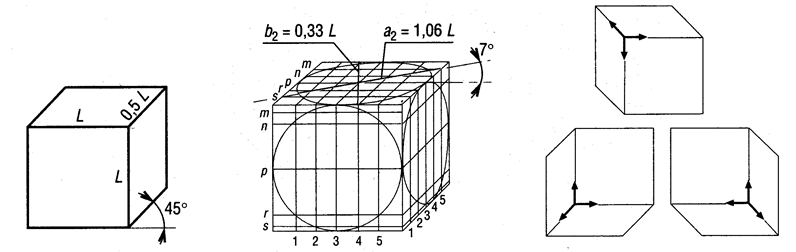 L
0,5 L
L
45°
b₂ = 0,33 L
a₂ = 1,06 L
7°
m
n
p
r
s
m
n
p
r
s
1 2 3 4 5
1 2 3 4 5